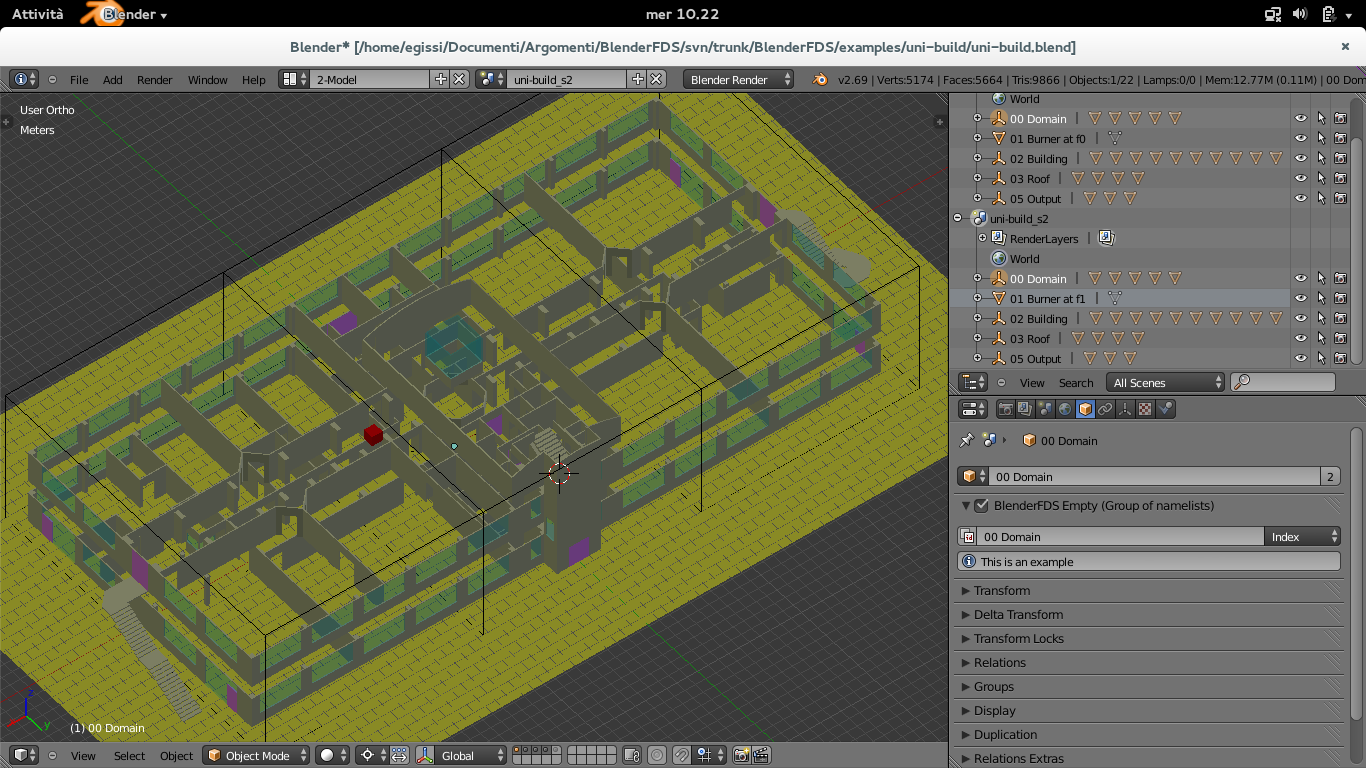 Attività Blender mer 10.22
Blender* [/home/egissi/Documenti/Argomenti/BlenderFDS/svn/trunk/BlenderFDS/examples/uni-build/uni-build.blend]
File Add Render Window Help 2-Model uni-build_s2 Blender Render v2.69 | Verts:5174 | Faces:5664 | Tris:9866 | Objects:1/22 | Lamps:0/0 | Mem:12.77M (0.11M) | 00 Dom
User Ortho
Meters
(1) 00 Domain
View Select Object Object Mode Global
World
00 Domain
01 Burner at f0
02 Building
03 Roof
05 Output
uni-build_s2
RenderLayers
World
00 Domain
01 Burner at f1
02 Building
03 Roof
05 Output
View Search All Scenes
00 Domain
00 Domain 2
BlenderFDS Empty (Group of namelists)
00 Domain Index
This is an example
Transform
Delta Transform
Transform Locks
Relations
Groups
Display
Duplication
Relations Extras